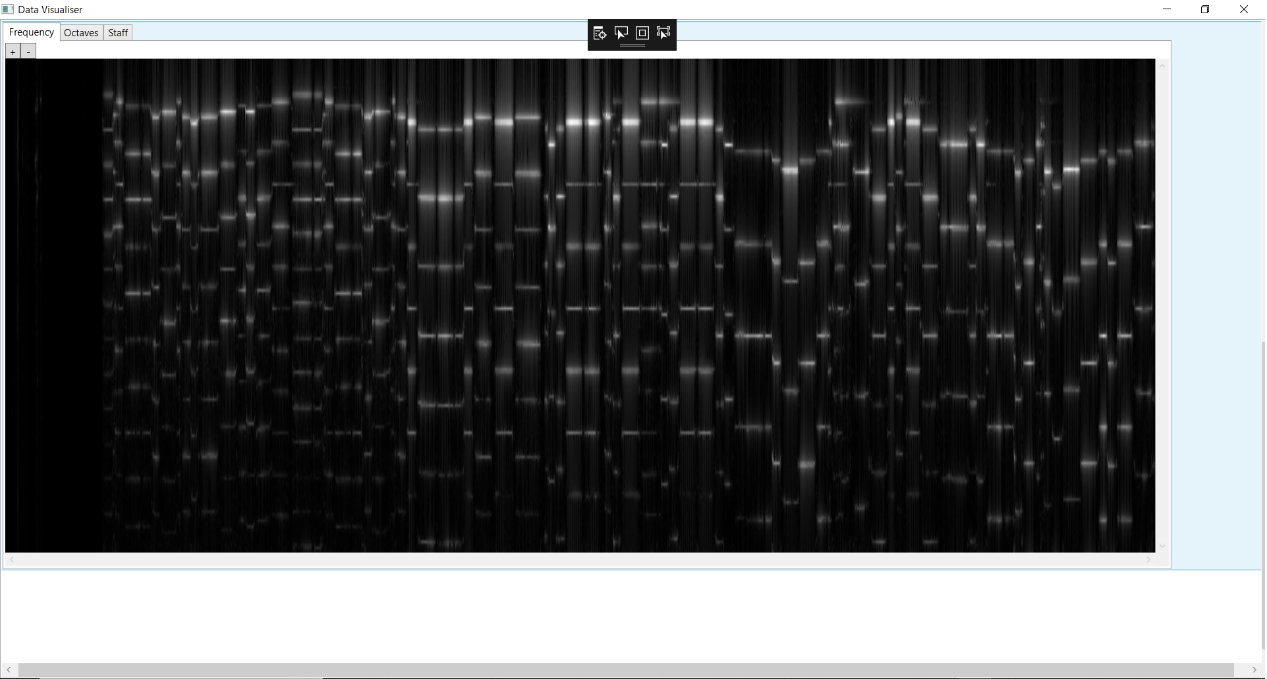 Data Visualiser
Frequency Octaves Staff
+ -